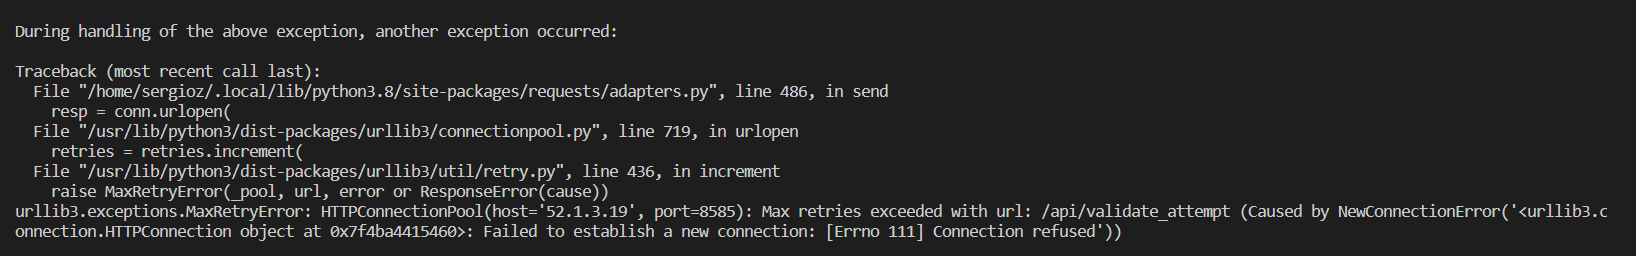 During handling of the above exception, another exception occurred:
Traceback (most recent call last):
File "/home/sergioz/.local/lib/python3.8/site-packages/requests/adapters.py", line 486, in send
resp = conn.urlopen(
File "/usr/lib/python3/dist-packages/urllib3/connectionpool.py", line 719, in urlopen
retries = retries.increment(
File "/usr/lib/python3/dist-packages/urllib3/util/retry.py", line 436, in increment
raise MaxRetryError(_pool, url, error or ResponseError(cause))
urllib3.exceptions.MaxRetryError: HTTPConnectionPool(host='52.1.3.19', port=8585): Max retries exceeded with url: /api/validate_attempt (Caused by NewConnectionError('<urllib3.c
onnection.HTTPConnection object at 0x7f4ba4415460>: Failed to establish a new connection: [Errno 111] Connection refused'))